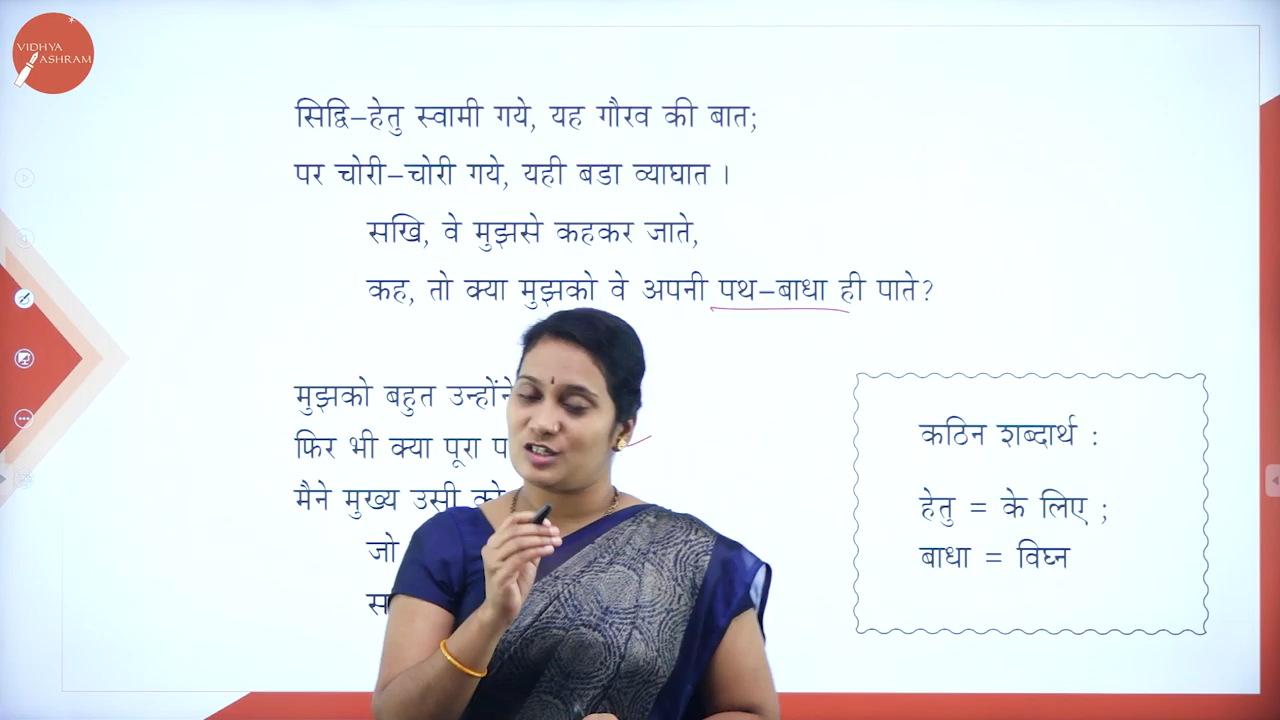 VIDHYA
ASHRAM
सिद्वि–हेतु स्वामी गये, यह गौरव की बात;
पर चोरी–चोरी गये, यही बडा व्याघात ।
सखि, वे मुझसे कहकर जाते,
कह, तो क्या मुझको वे अपनी पथ–बाधा ही पाते?
मुझको बहुत उन्होंने
फिर भी क्या पूरा
मैने मुख्य उसी को
जो
कठिन शब्दार्थ :
हेतु = के लिए ;
बाधा = विघ्न